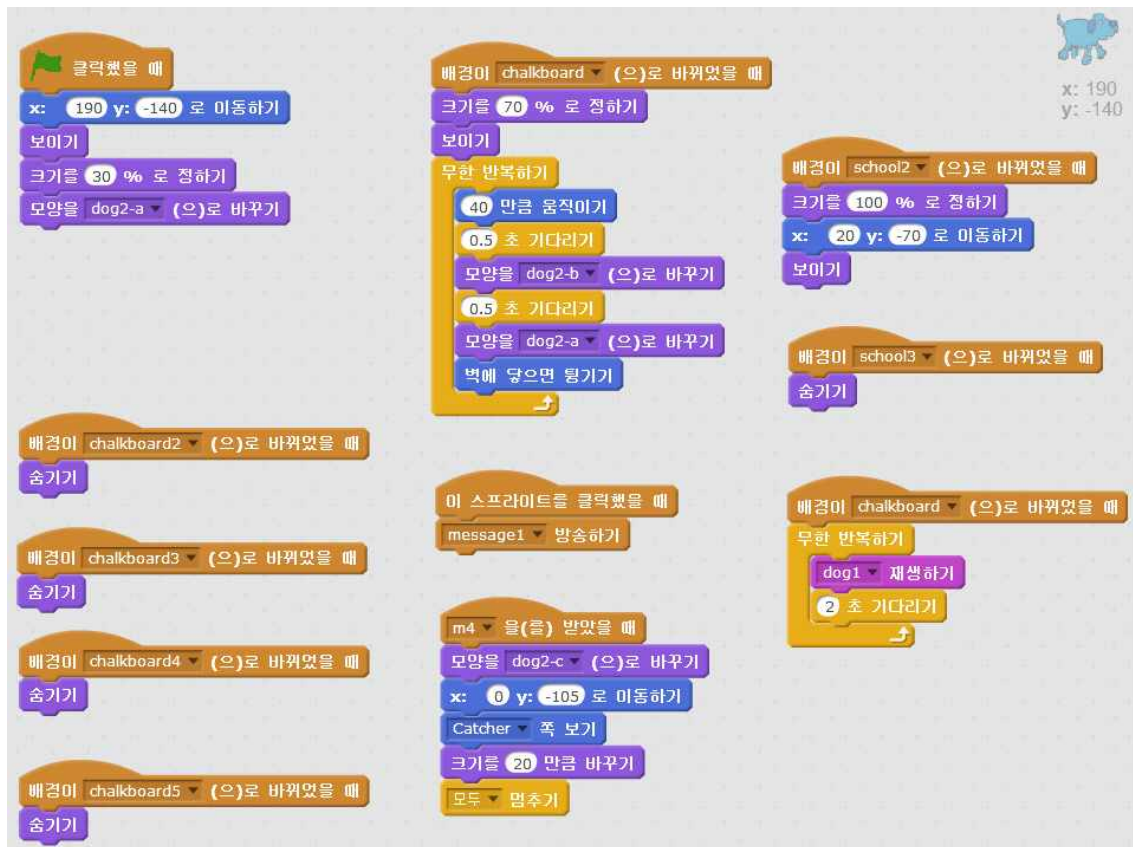 클릭했을 때
x: 190 y: -140 로 이동하기
보이기
크기를 30 % 로 정하기
모양을 dog2-a (으)로 바꾸기
배경이 chalkboard2 (으)로 바뀌었을 때
숨기기
배경이 chalkboard3 (으)로 바뀌었을 때
숨기기
배경이 chalkboard4 (으)로 바뀌었을 때
숨기기
배경이 chalkboard5 (으)로 바뀌었을 때
숨기기
배경이 chalkboard (으)로 바뀌었을 때
크기를 70 % 로 정하기
보이기
무한 반복하기
40 만큼 움직이기
0.5 초 기다리기
모양을 dog2-b (으)로 바꾸기
0.5 초 기다리기
모양을 dog2-a (으)로 바꾸기
벽에 닿으면 튕기기
이 스프라이트를 클릭했을 때
message1 방송하기
m4 을(를) 받았을 때
모양을 dog2-c (으)로 바꾸기
x: 0 y: -105 로 이동하기
Catcher 쪽 보기
크기를 20 만큼 바꾸기
모두 멈추기
x: 190
y: -140
배경이 school2 (으)로 바뀌었을 때
크기를 100 % 로 정하기
x: 20 y: -70 로 이동하기
보이기
배경이 school3 (으)로 바뀌었을 때
숨기기
배경이 chalkboard (으)로 바뀌었을 때
무한 반복하기
dog1 재생하기
2 초 기다리기